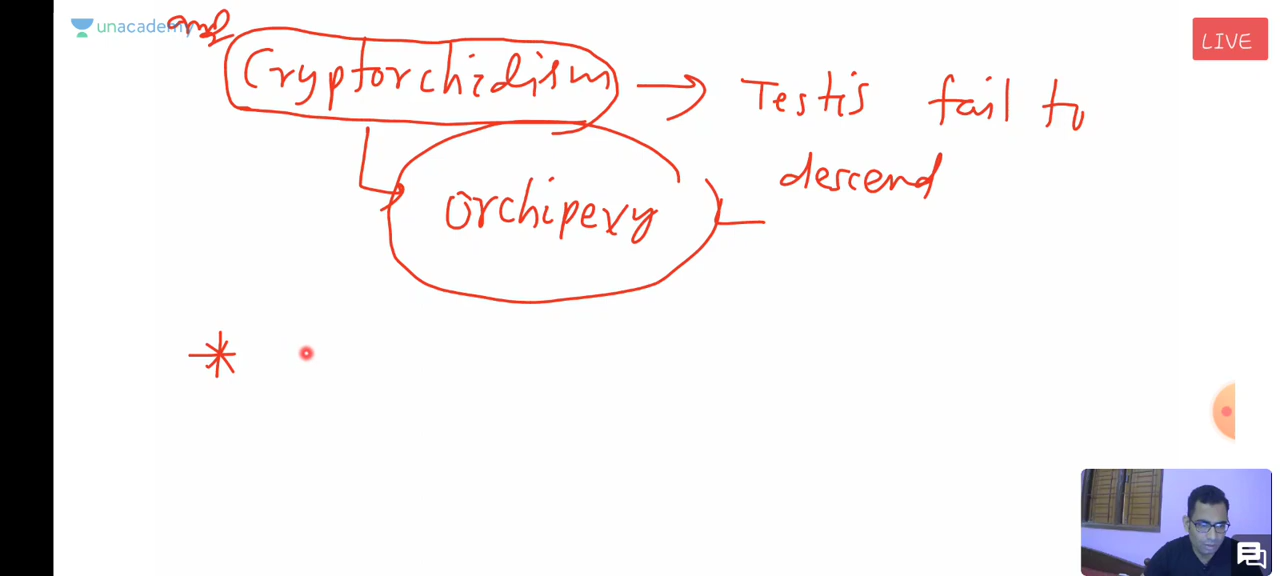 unacademy
LIVE
Cryptorchidism → Testis fail to
descend
Orchipexy
*